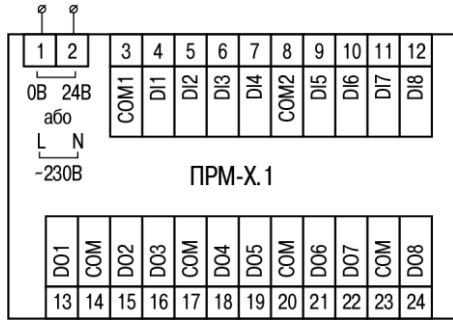 1 2 3 4 5 6 7 8 9 10 11 12
0В 24В
або
L N
~230В
COM1 DI1 DI2 DI3 DI4 COM2 DI5 DI6 DI7 DI8
ПРМ-Х.1
DO1 COM DO2 DO3 COM DO4 DO5 COM DO6 DO7 COM DO8
13 14 15 16 17 18 19 20 21 22 23 24